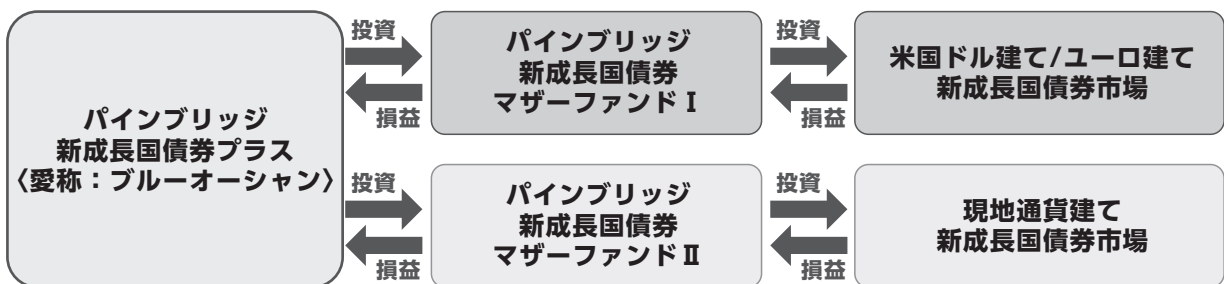 パインブリッジ
新成長国債券プラス
〈愛称：ブルーオーシャン〉
投資
損益
パインブリッジ
新成長国債券
マザーファンドⅠ
投資
損益
米国ドル建て/ユーロ建て
新成長国債券市場
投資
損益
パインブリッジ
新成長国債券
マザーファンドⅡ
投資
損益
現地通貨建て
新成長国債券市場